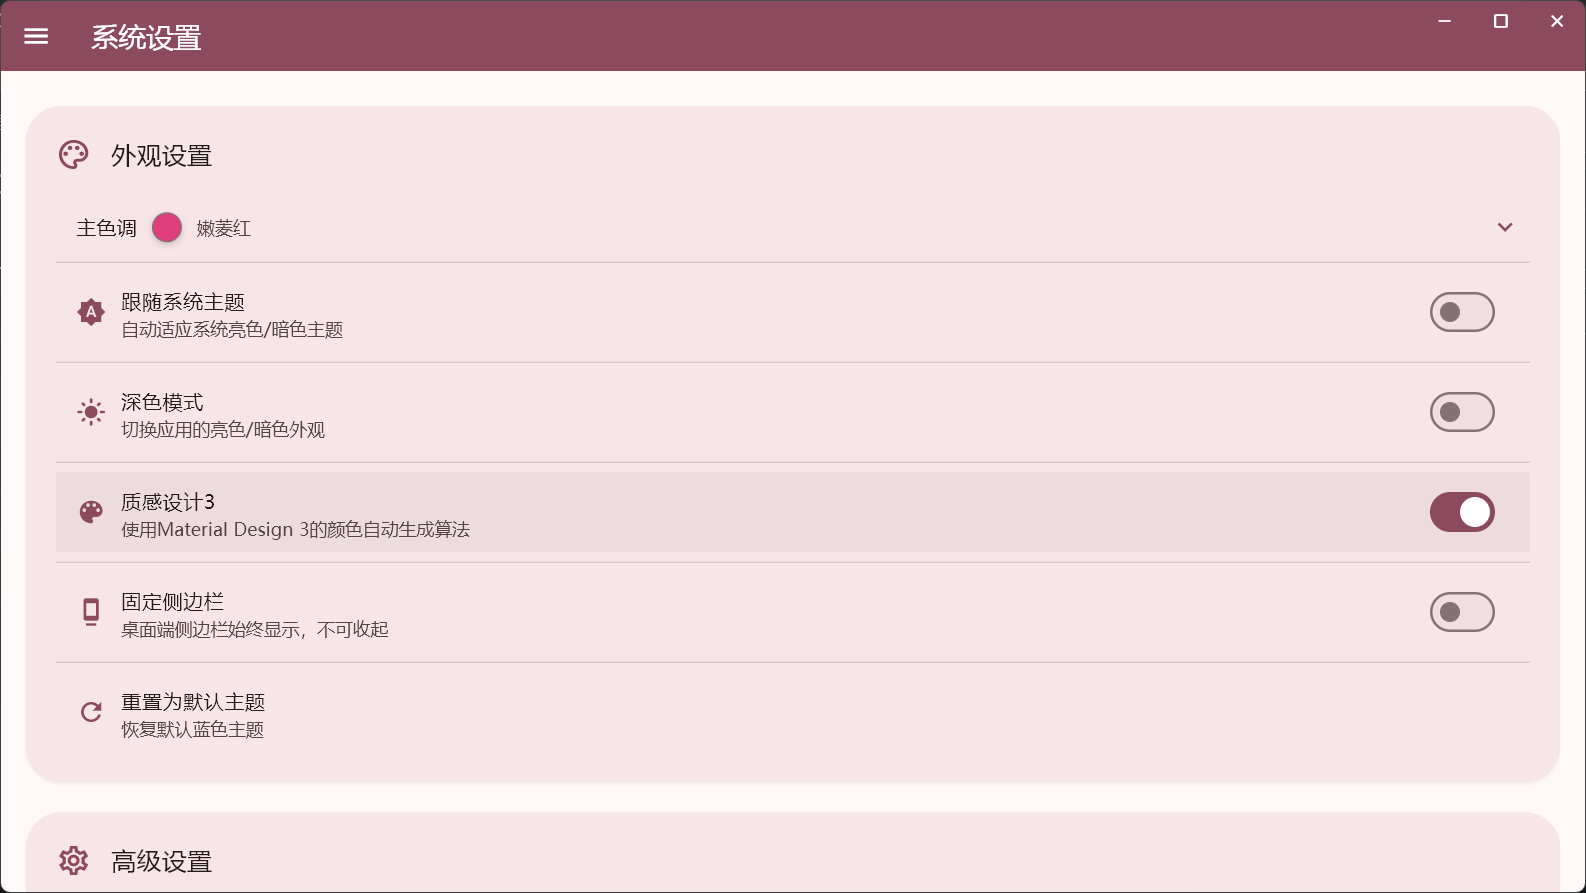 系统设置
外观设置
主色调 嫩菱红
跟随系统主题
自动适应系统亮色/暗色主题
深色模式
切换应用的亮色/暗色外观
质感设计3
使用Material Design 3的颜色自动生成算法
固定侧边栏
桌面端侧边栏始终显示，不可收起
重置为默认主题
恢复默认蓝色主题
高级设置